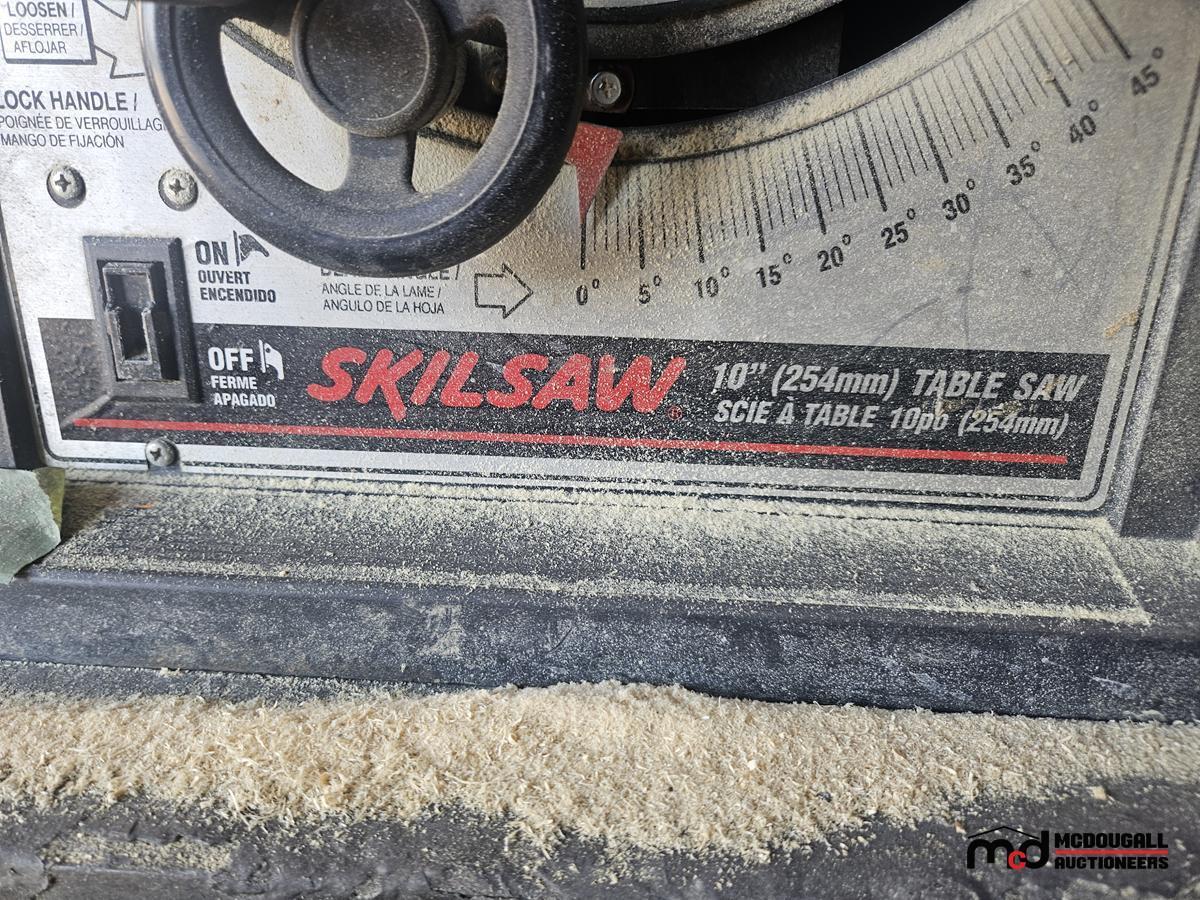 LOOSEN /
DESSERRER /
AFLOJAR
LOCK HANDLE /
POIGNÉE DE VERROUILLAG
MANGO DE FIJACIÓN
ON
OUVERT
ENCENDIDO
ANGLE DE LA LAME /
ANGULO DE LA HOJA
0° 5° 10° 15° 20° 25° 30° 35° 40° 45°
OFF
FERME
APAGADO
SKILSAW®
10" (254mm) TABLE SAW
SCIE À TABLE 10po (254mm)
mcd MCDOUGALL
AUCTIONEERS